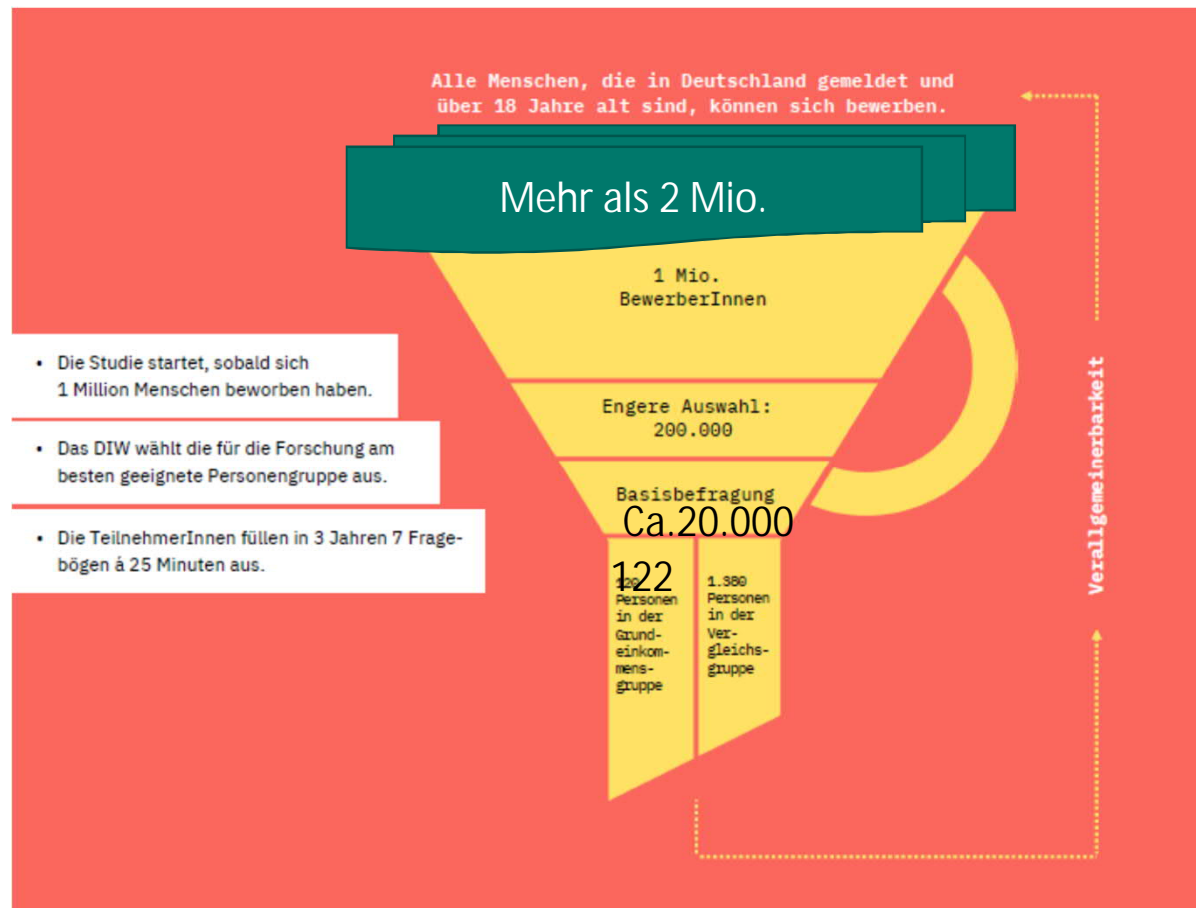 Alle Menschen, die in Deutschland gemeldet und
über 18 Jahre alt sind, können sich bewerben.
Mehr als 2 Mio.
1 Mio.
BewerberInnen
• Die Studie startet, sobald sich
1 Million Menschen beworben haben.
Engere Auswahl:
200.000
• Das DIW wählt die für die Forschung am
besten geeignete Personengruppe aus.
Basisbefragung
Ca.20.000
• Die TeilnehmerInnen füllen in 3 Jahren 7 Frage-
bögen á 25 Minuten aus.
122
Personen
in der
Grund-
einkom-
mens-
gruppe
1.380
Personen
in der
Ver-
gleichs-
gruppe
Verallgemeinerbarkeit